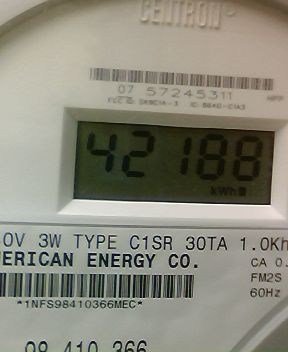 CENTRON®
07 57245311
42188
kWh
0V 3W TYPE C1SR 30TA 1.0Kh
ERICAN ENERGY CO.
CA 0.
FM2S
60Hz
*1NFS98410366MEC*
98 410 366